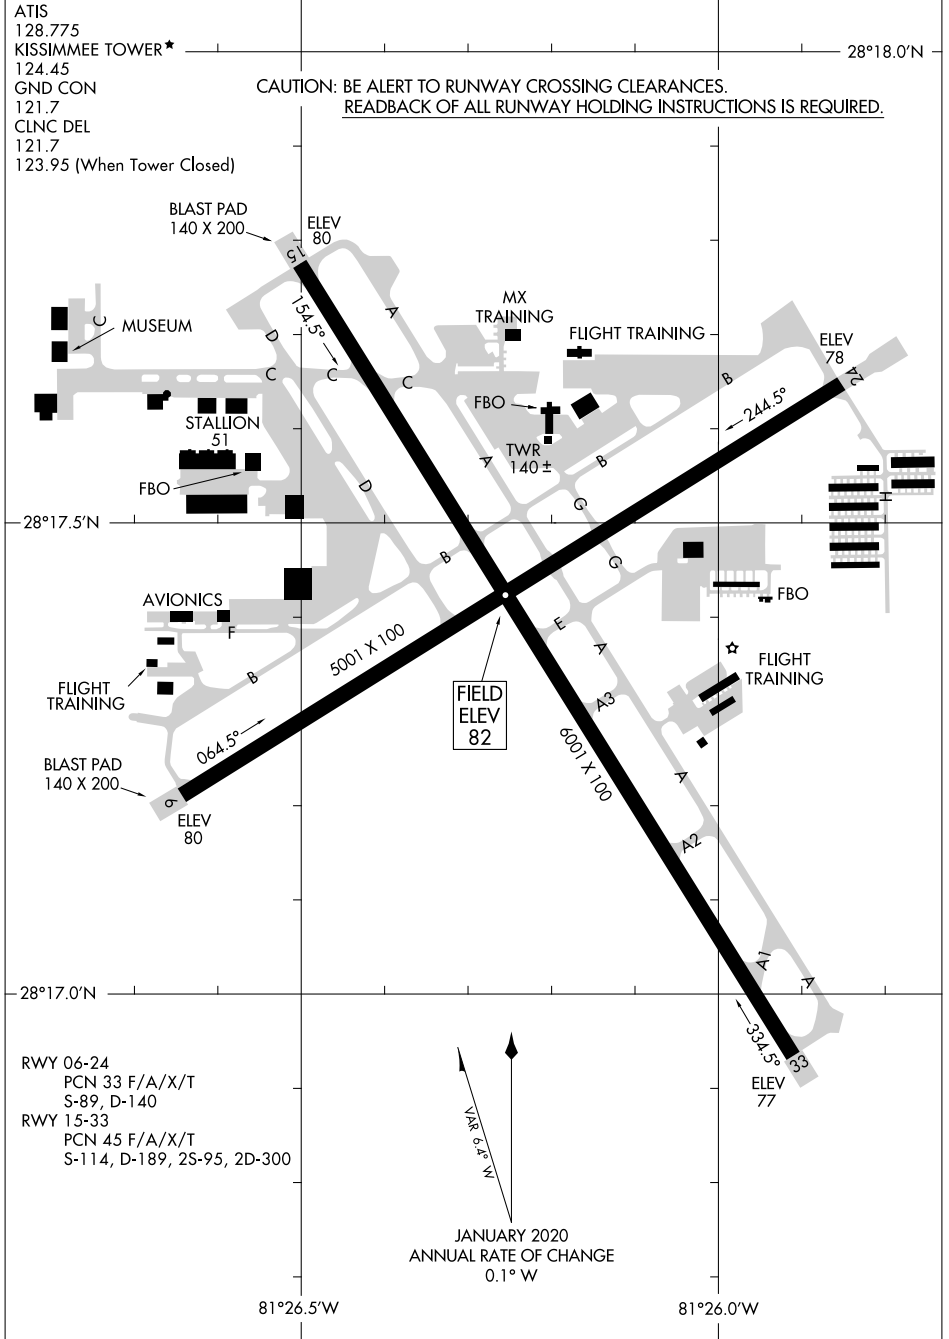 ATIS
128.775
KISSIMMEE TOWER★
124.45
GND CON
121.7
CLNC DEL
121.7
123.95 (When Tower Closed)
28°18.0'N
CAUTION: BE ALERT TO RUNWAY CROSSING CLEARANCES.
READBACK OF ALL RUNWAY HOLDING INSTRUCTIONS IS REQUIRED.
BLAST PAD
140 X 200
ELEV
80
15
154.5°
A
D
C
C
C
C
MUSEUM
MX
TRAINING
FLIGHT TRAINING
ELEV
78
24
244.5°
B
FBO
TWR
140±
STALLION
51
FBO
A
B
D
G
H
28°17.5'N
B
G
AVIONICS
F
FBO
E
A
5001 X 100
B
FLIGHT
TRAINING
FLIGHT
TRAINING
FIELD
ELEV
82
A3
064.5°
6001 X 100
BLAST PAD
140 X 200
6
ELEV
80
A
A2
A1
A
28°17.0'N
334.5°
33
ELEV
77
RWY 06-24
PCN 33 F/A/X/T
S-89, D-140
RWY 15-33
PCN 45 F/A/X/T
S-114, D-189, 2S-95, 2D-300
VAR 6.4° W
JANUARY 2020
ANNUAL RATE OF CHANGE
0.1° W
81°26.5'W
81°26.0'W